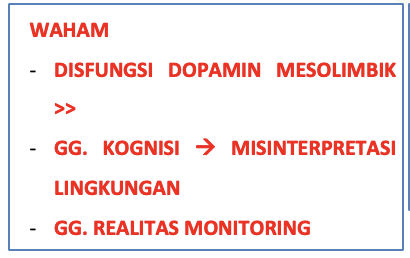 WAHAM
- DISFUNGSI DOPAMIN MESOLIMBIK
>>
- GG. KOGNISI → MISINTERPRETASI
LINGKUNGAN
- GG. REALITAS MONITORING